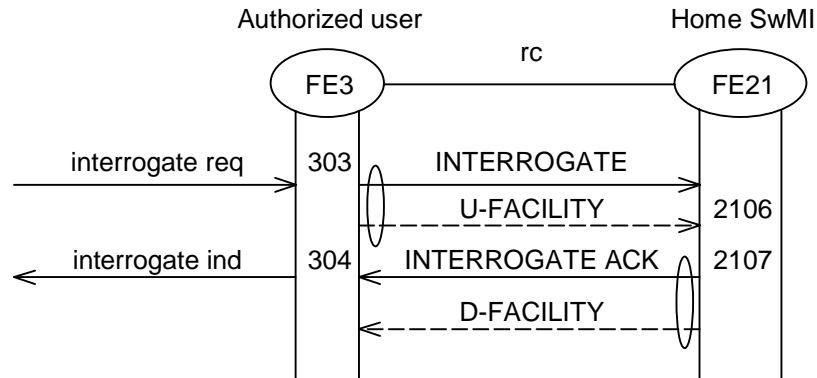 Authorized user Home SwMI
rc
FE3 FE21
interrogate req 303 INTERROGATE
U-FACILITY 2106
interrogate ind 304 INTERROGATE ACK 2107
D-FACILITY